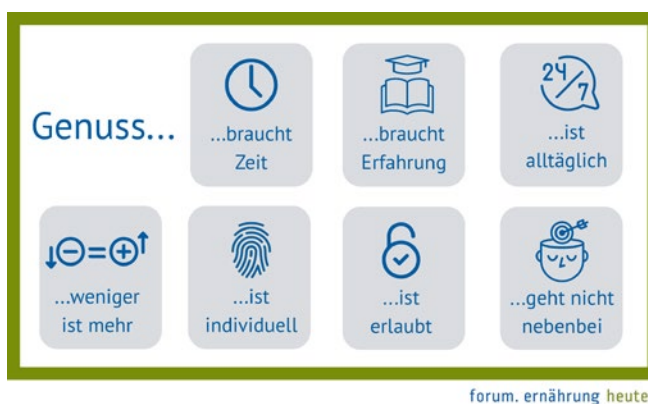 Genuss...
...braucht
Zeit
...braucht
Erfahrung
24/7
...ist
alltäglich
↓⊖=⊕↑
...weniger
ist mehr
...ist
individuell
...ist
erlaubt
...geht nicht
nebenbei
forum. ernährung heute